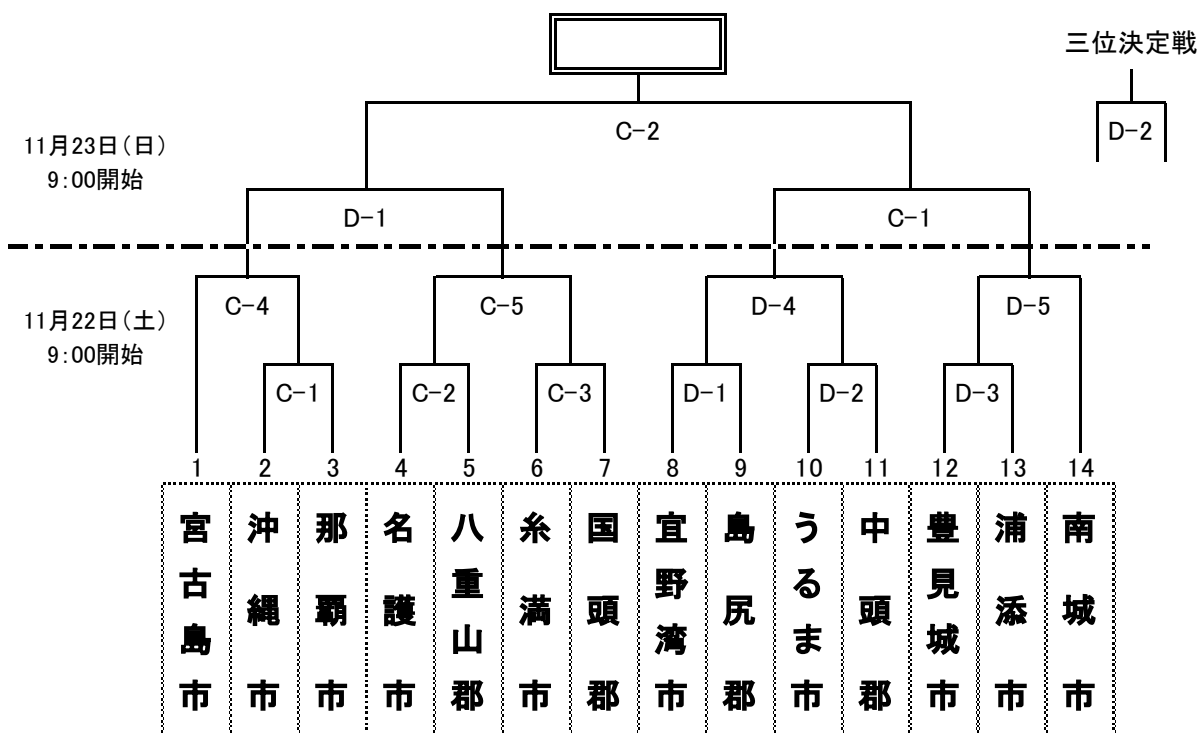 三位決定戦
C-2
D-2
11月23日(日)
9:00開始
D-1
C-1
C-4
C-5
D-4
D-5
11月22日(土)
9:00開始
C-1
C-2
C-3
D-1
D-2
D-3
1 2 3 4 5 6 7 8 9 10 11 12 13 14
宮古島市
沖縄市
那覇市
名護市
八重山郡
糸満市
国頭郡
宜野湾市
島尻郡
うるま市
中頭郡
豊見城市
浦添市
南城市